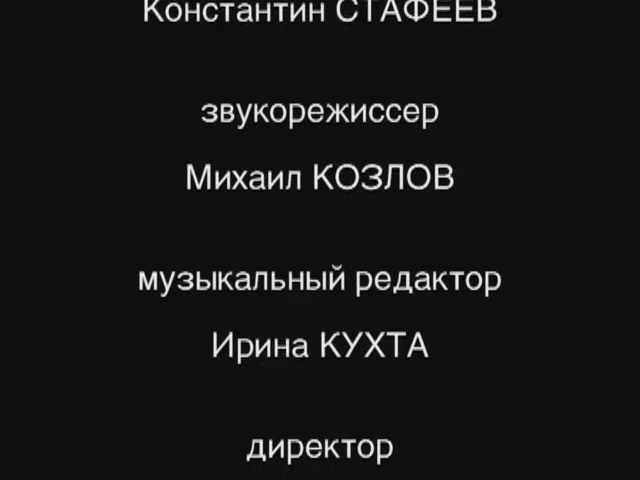 Константин СТАФЕЕВ
звукорежиссер
Михаил КОЗЛОВ
музыкальный редактор
Ирина КУХТА
директор